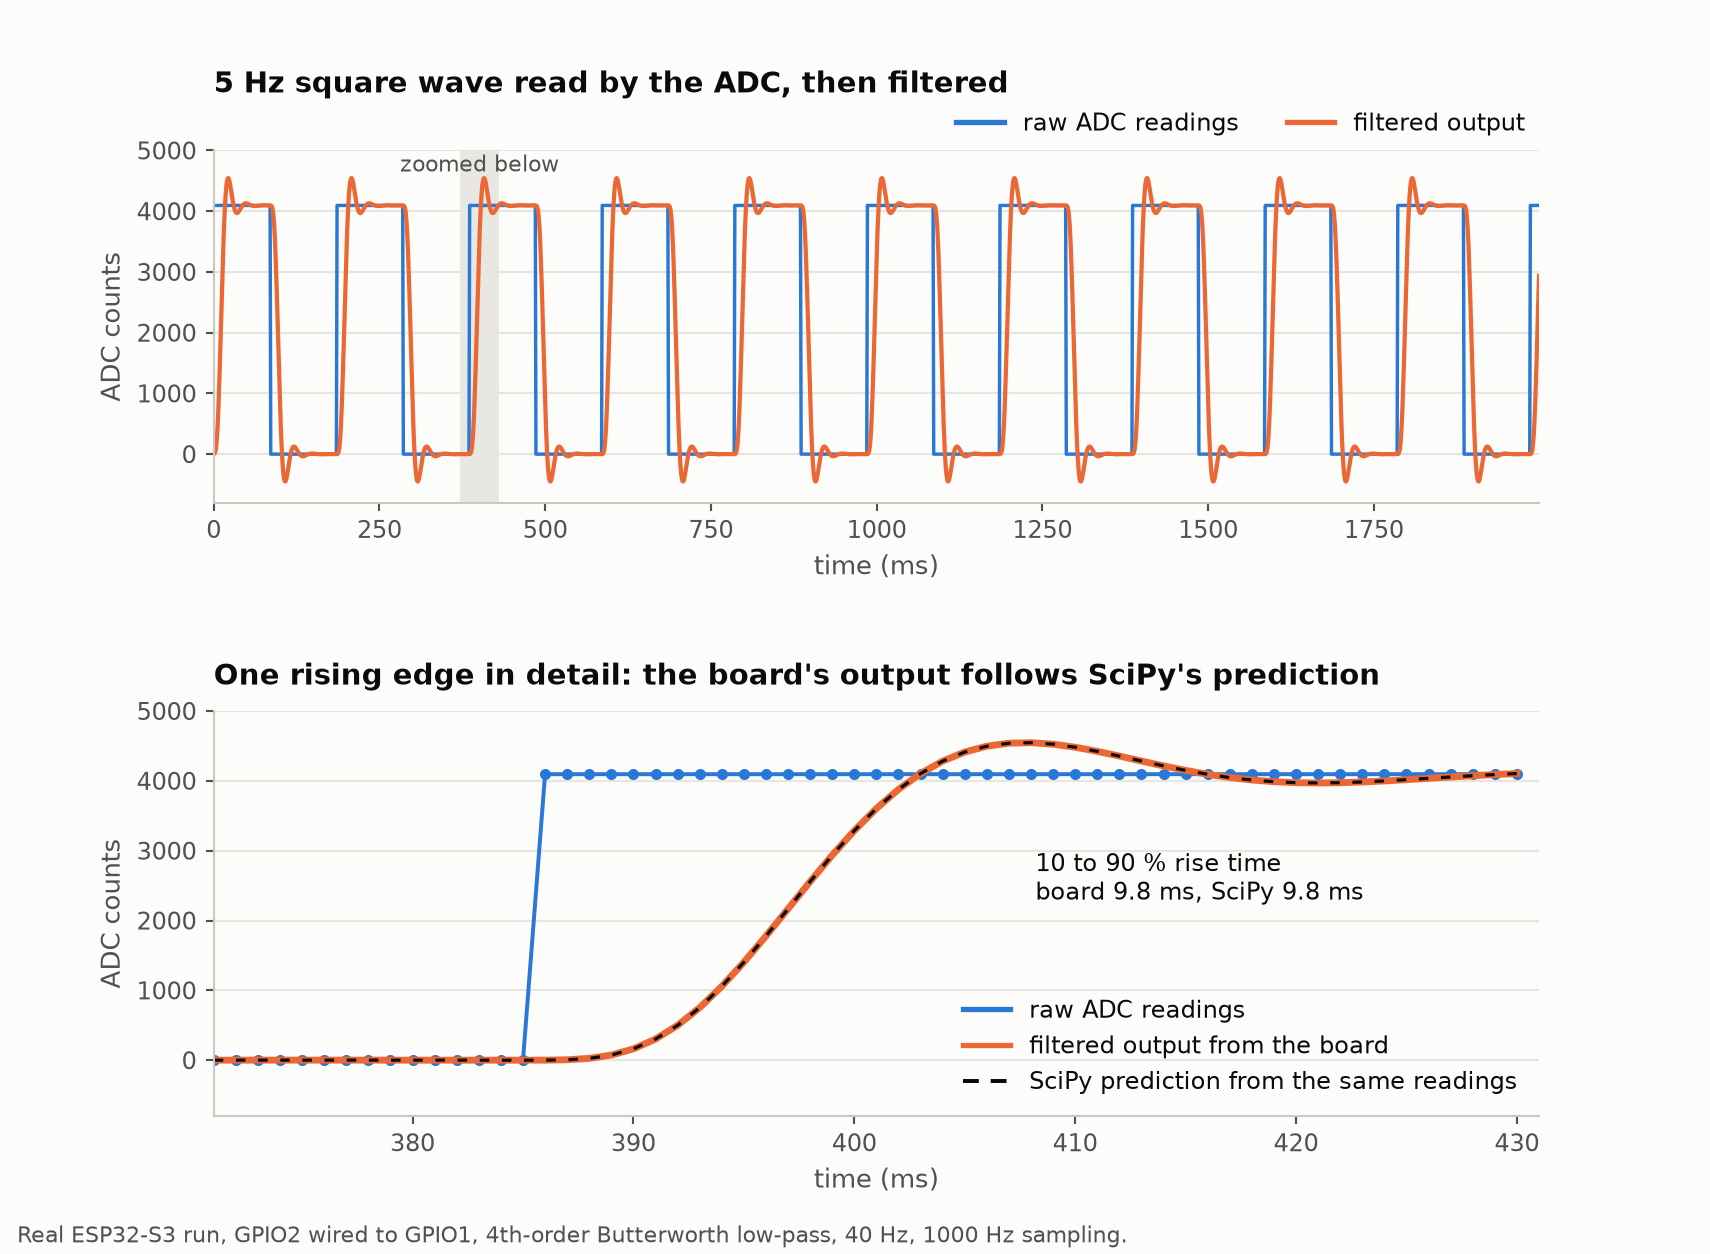 5 Hz square wave read by the ADC, then filtered
raw ADC readings filtered output
zoomed below
5000
4000
3000
2000
1000
0
ADC counts
0 250 500 750 1000 1250 1500 1750
time (ms)
One rising edge in detail: the board's output follows SciPy's prediction
5000
4000
3000
2000
1000
0
ADC counts
10 to 90 % rise time
board 9.8 ms, SciPy 9.8 ms
raw ADC readings
filtered output from the board
SciPy prediction from the same readings
380 390 400 410 420 430
time (ms)
Real ESP32-S3 run, GPIO2 wired to GPIO1, 4th-order Butterworth low-pass, 40 Hz, 1000 Hz sampling.